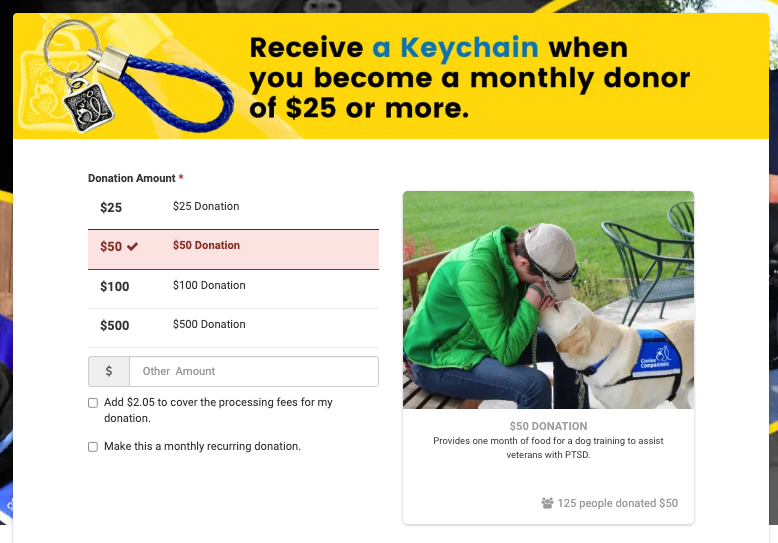 Receive a Keychain when
you become a monthly donor
of $25 or more.
Donation Amount *
$25 $25 Donation
$50 $50 Donation
$100 $100 Donation
$500 $500 Donation
$ Other Amount
Add $2.05 to cover the processing fees for my
donation.
Make this a monthly recurring donation.
Canine
Companions
$50 DONATION
Provides one month of food for a dog training to assist
veterans with PTSD.
125 people donated $50